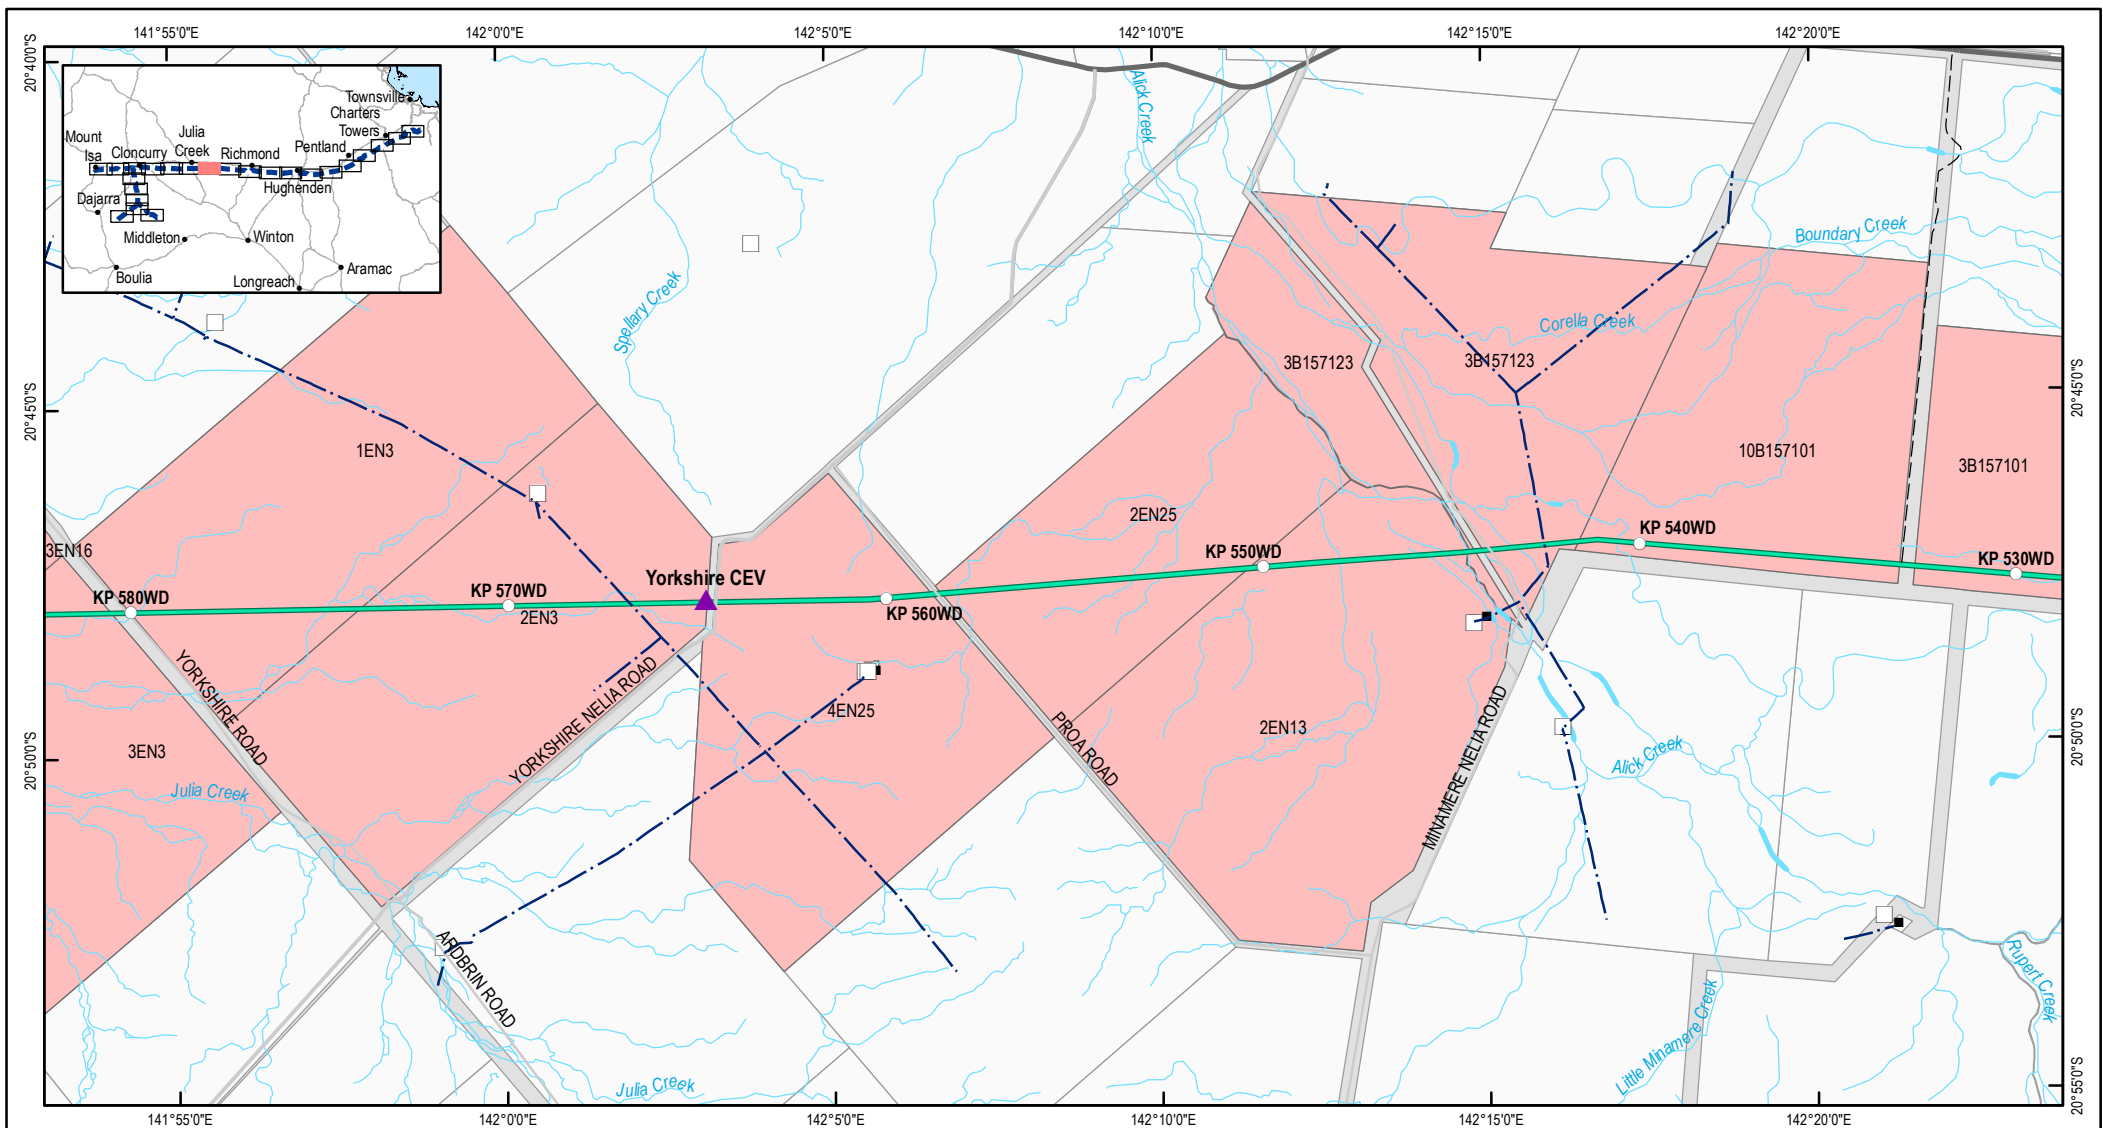 141°55'0"E
142°0'0"E
142°5'0"E
142°10'0"E
142°15'0"E
142°20'0"E
20°40'0"S
20°45'0"S
20°50'0"S
20°45'0"S
20°50'0"S
20°55'0"S
Townsville
Charters
Towers
Mount
Isa
Cloncurry
Julia
Creek
Richmond
Pentland
Hughenden
Dajarra
Middleton
Winton
Boulia
Longreach
Aramac
Alick Creek
Spellary Creek
Boundary Creek
Corella Creek
3B157123
3B157123
1EN3
10B157101
3B157101
2EN25
3EN16
KP 540WD
KP 550WD
KP 530WD
Yorkshire CEV
KP 580WD
KP 570WD
KP 560WD
2EN3
YORKSHIRE ROAD
YORKSHIRE NELIA ROAD
4EN25
PROA ROAD
2EN13
MINAMERE NELIA ROAD
3EN3
Julia Creek
Alick Creek
ARDBRIN ROAD
Rupert Creek
Little Minamere Creek
Julia Creek
141°55'0"E
142°0'0"E
142°5'0"E
142°10'0"E
142°15'0"E
142°20'0"E